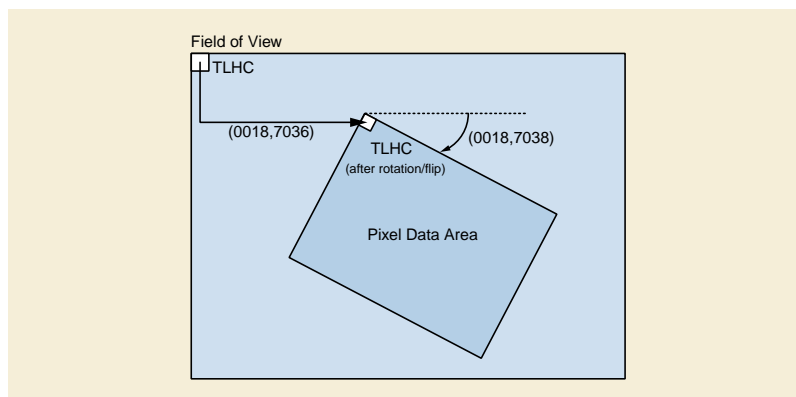 Field of View
TLHC
(0018,7036)
(0018,7038)
TLHC
(after rotation/flip)
Pixel Data Area